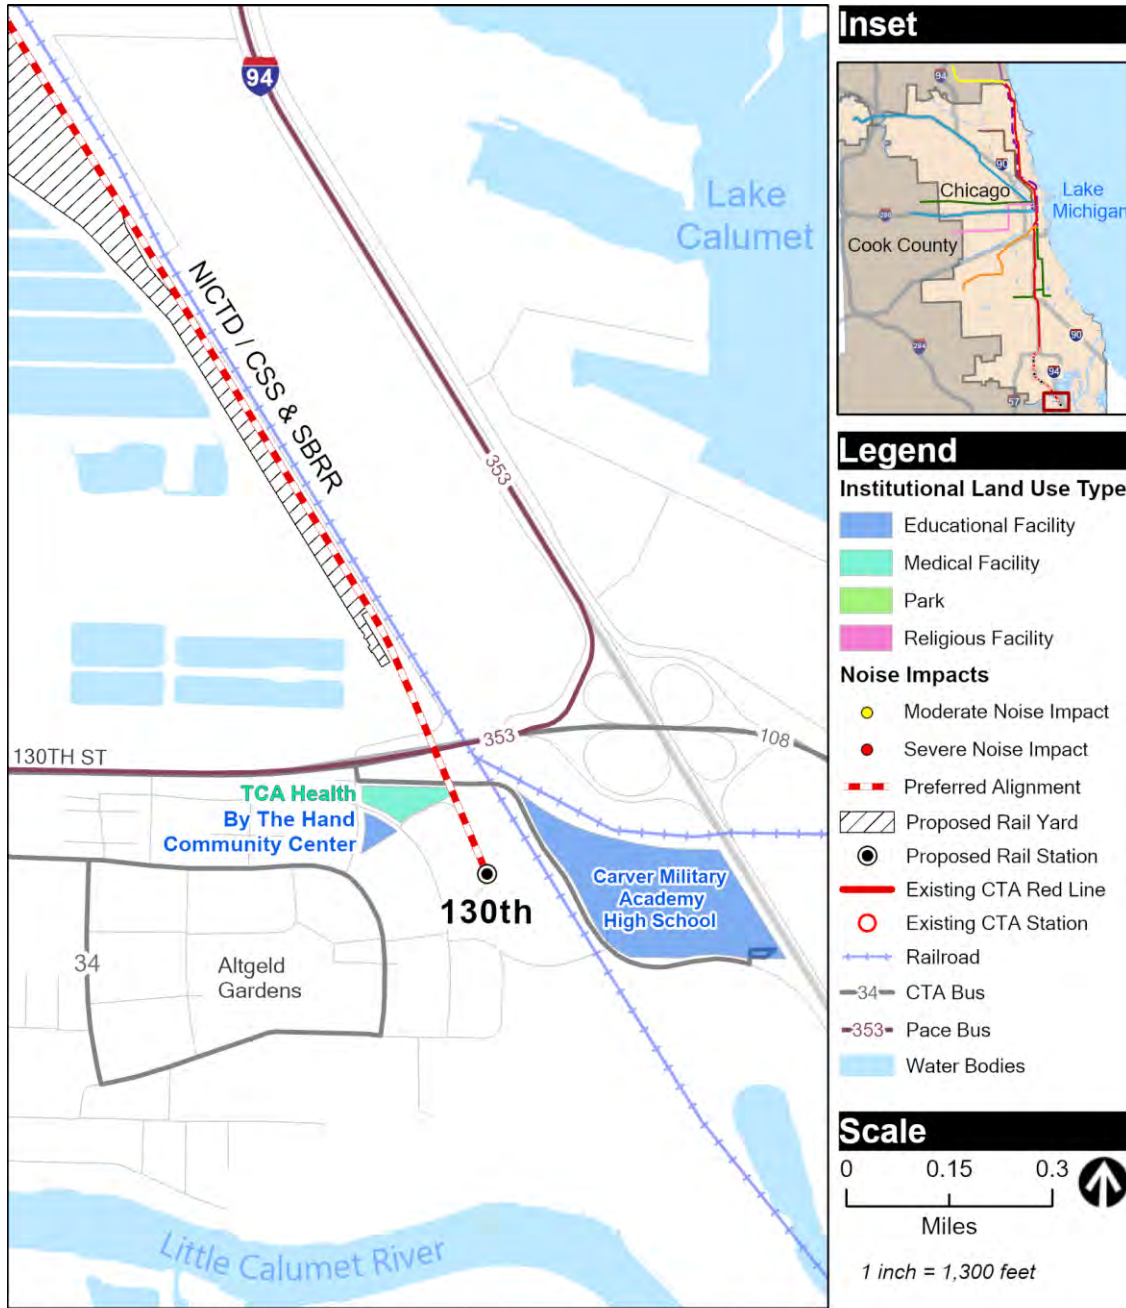 94
Lake
Calumet
NICTD / CSS & SBRR
353
353
108
130TH ST
TCA Health
By The Hand
Community Center
Carver Military
Academy
High School
130th
34
Altgeld
Gardens
Little Calumet River
Inset
94
90
Chicago
Lake
Michigan
290
Cook County
90
294
94
57
Legend
Institutional Land Use Type
Educational Facility
Medical Facility
Park
Religious Facility
Noise Impacts
Moderate Noise Impact
Severe Noise Impact
Preferred Alignment
Proposed Rail Yard
Proposed Rail Station
Existing CTA Red Line
Existing CTA Station
Railroad
34 CTA Bus
353 Pace Bus
Water Bodies
Scale
0 0.15 0.3
Miles
1 inch = 1,300 feet